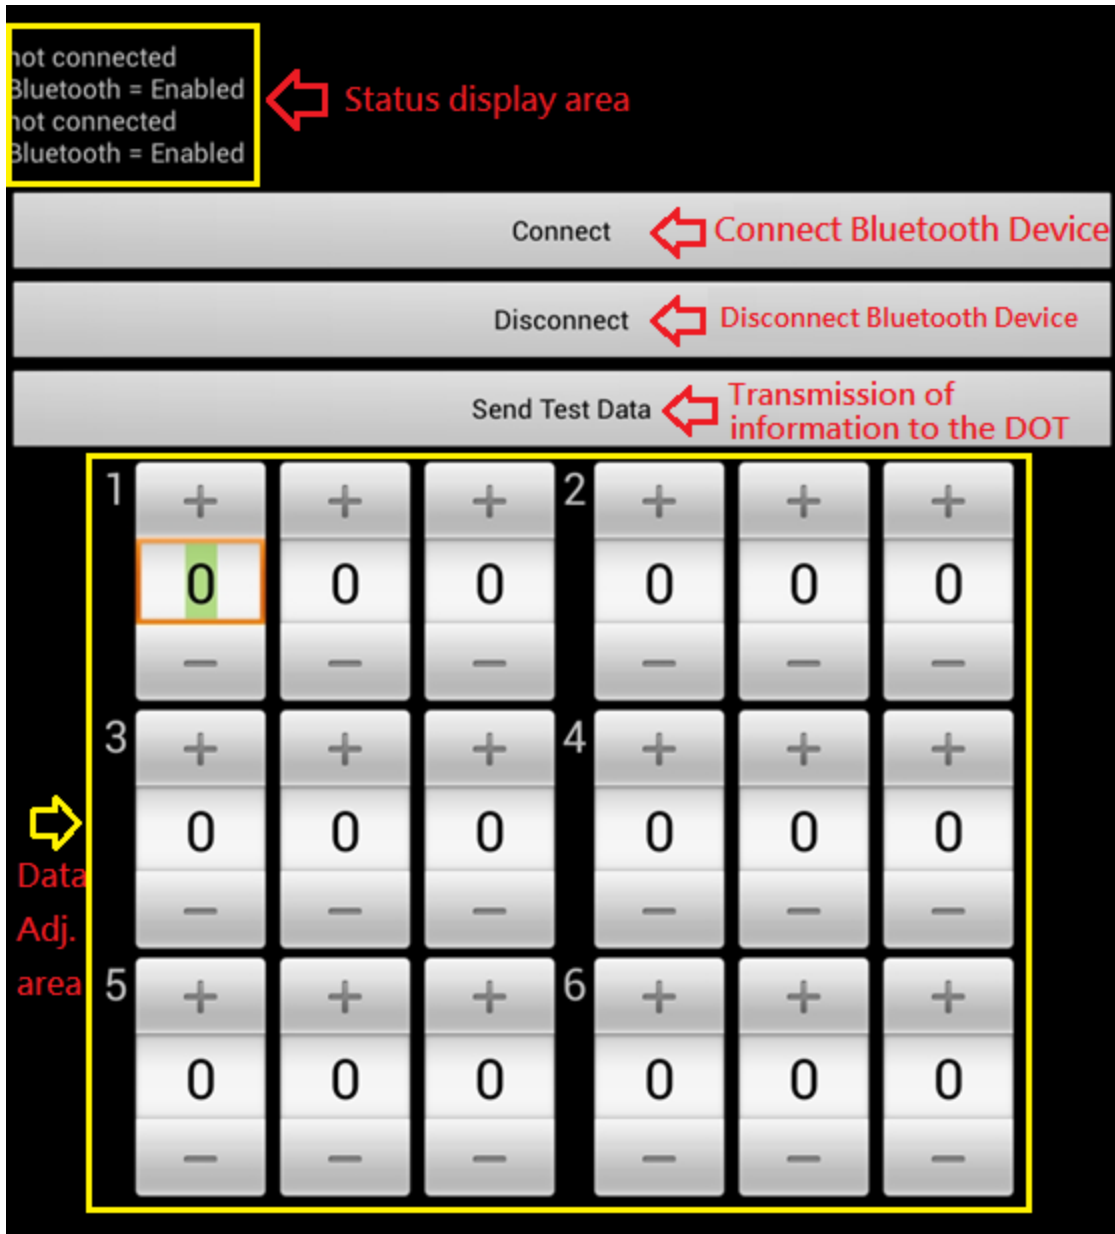 not connected
Bluetooth = Enabled
not connected
Bluetooth = Enabled
Status display area
Connect
Connect Bluetooth Device
Disconnect
Disconnect Bluetooth Device
Send Test Data
Transmission of
information to the DOT
1 + + + 2 + + +
0 0 0 0 0 0
− − − − − −
3 + + + 4 + + +
0 0 0 0 0 0
− − − − − −
Data
Adj.
area
5 + + + 6 + + +
0 0 0 0 0 0
− − − − − −